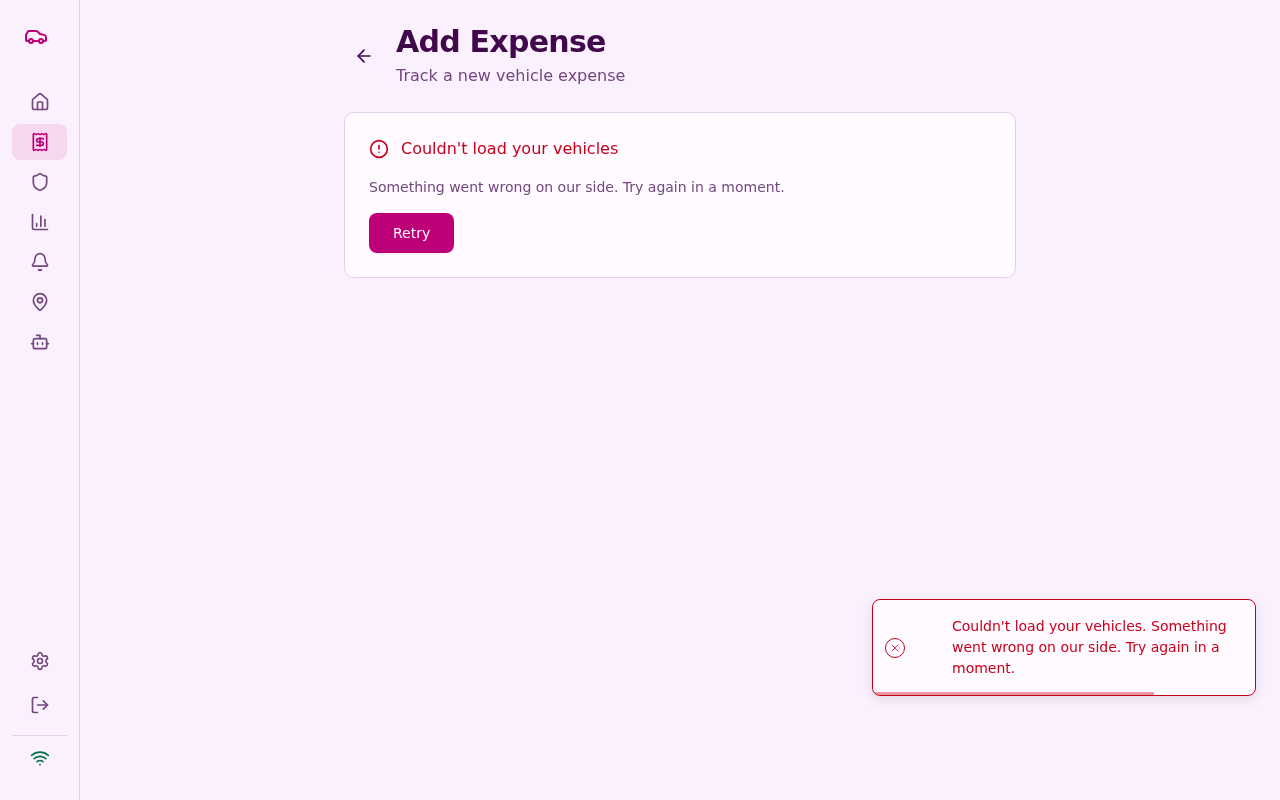 Add Expense
Track a new vehicle expense
Couldn't load your vehicles
Something went wrong on our side. Try again in a moment.
Retry
Couldn't load your vehicles. Something
went wrong on our side. Try again in a
moment.